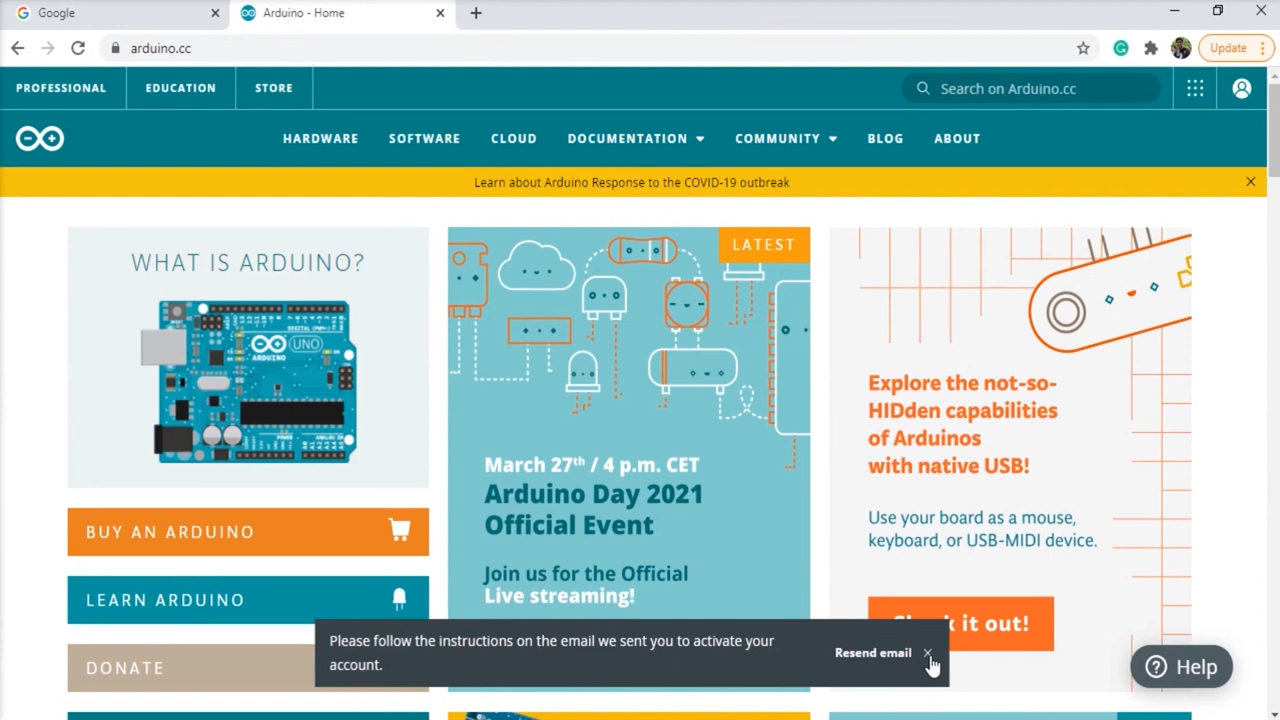 Google
Arduino - Home
arduino.cc
Update
PROFESSIONAL
EDUCATION
STORE
Search on Arduino.cc
HARDWARE
SOFTWARE
CLOUD
DOCUMENTATION
COMMUNITY
BLOG
ABOUT
Learn about Arduino Response to the COVID-19 outbreak
WHAT IS ARDUINO?
UNO
ARDUINO
BUY AN ARDUINO
LEARN ARDUINO
DONATE
LATEST
March 27th / 4 p.m. CET
Arduino Day 2021
Official Event
Join us for the Official
Live streaming!
Explore the not-so-
HIDden capabilities
of Arduinos
with native USB!
Use your board as a mouse,
keyboard, or USB-MIDI device.
it out!
Please follow the instructions on the email we sent you to activate your
account.
Resend email
Help